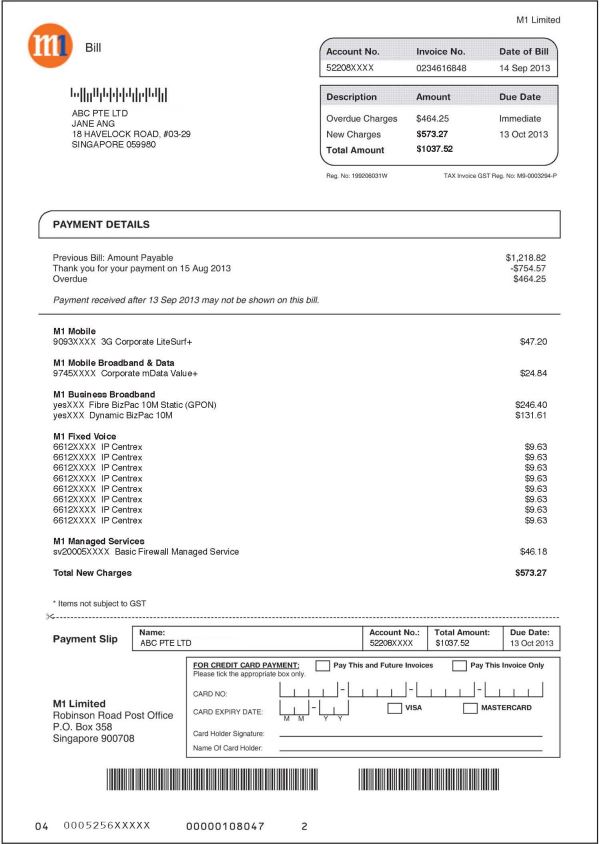 M1 Limited
m1 Bill
Account No. Invoice No. Date of Bill
52208XXXX 0234616848 14 Sep 2013
ABC PTE LTD
JANE ANG
18 HAVELOCK ROAD, #03-29
SINGAPORE 059980
Description Amount Due Date
Overdue Charges $464.25 Immediate
New Charges $573.27 13 Oct 2013
Total Amount $1037.52
Reg. No: 199206031W TAX Invoice GST Reg. No: M9-0003294-P
PAYMENT DETAILS
Previous Bill: Amount Payable $1,218.82
Thank you for your payment on 15 Aug 2013 -$754.57
Overdue $464.25
Payment received after 13 Sep 2013 may not be shown on this bill.
M1 Mobile
9093XXXX 3G Corporate LiteSurf+ $47.20
M1 Mobile Broadband & Data
9745XXXX Corporate mData Value+ $24.84
M1 Business Broadband
yesXXX Fibre BizPac 10M Static (GPON) $246.40
yesXXX Dynamic BizPac 10M $131.61
M1 Fixed Voice
6612XXXX IP Centrex $9.63
6612XXXX IP Centrex $9.63
6612XXXX IP Centrex $9.63
6612XXXX IP Centrex $9.63
6612XXXX IP Centrex $9.63
6612XXXX IP Centrex $9.63
6612XXXX IP Centrex $9.63
6612XXXX IP Centrex $9.63
M1 Managed Services
sv20005XXXX Basic Firewall Managed Service $46.18
Total New Charges $573.27
* Items not subject to GST
Payment Slip
Name: Account No.: Total Amount: Due Date:
ABC PTE LTD 52208XXXX $1037.52 13 Oct 2013
FOR CREDIT CARD PAYMENT: Pay This and Future Invoices Pay This Invoice Only
Please tick the appropriate box only.
CARD NO:
CARD EXPIRY DATE: VISA MASTERCARD
M M Y Y
Card Holder Signature:
Name Of Card Holder:
M1 Limited
Robinson Road Post Office
P.O. Box 358
Singapore 900708
04 0005256XXXXX 00000108047 2